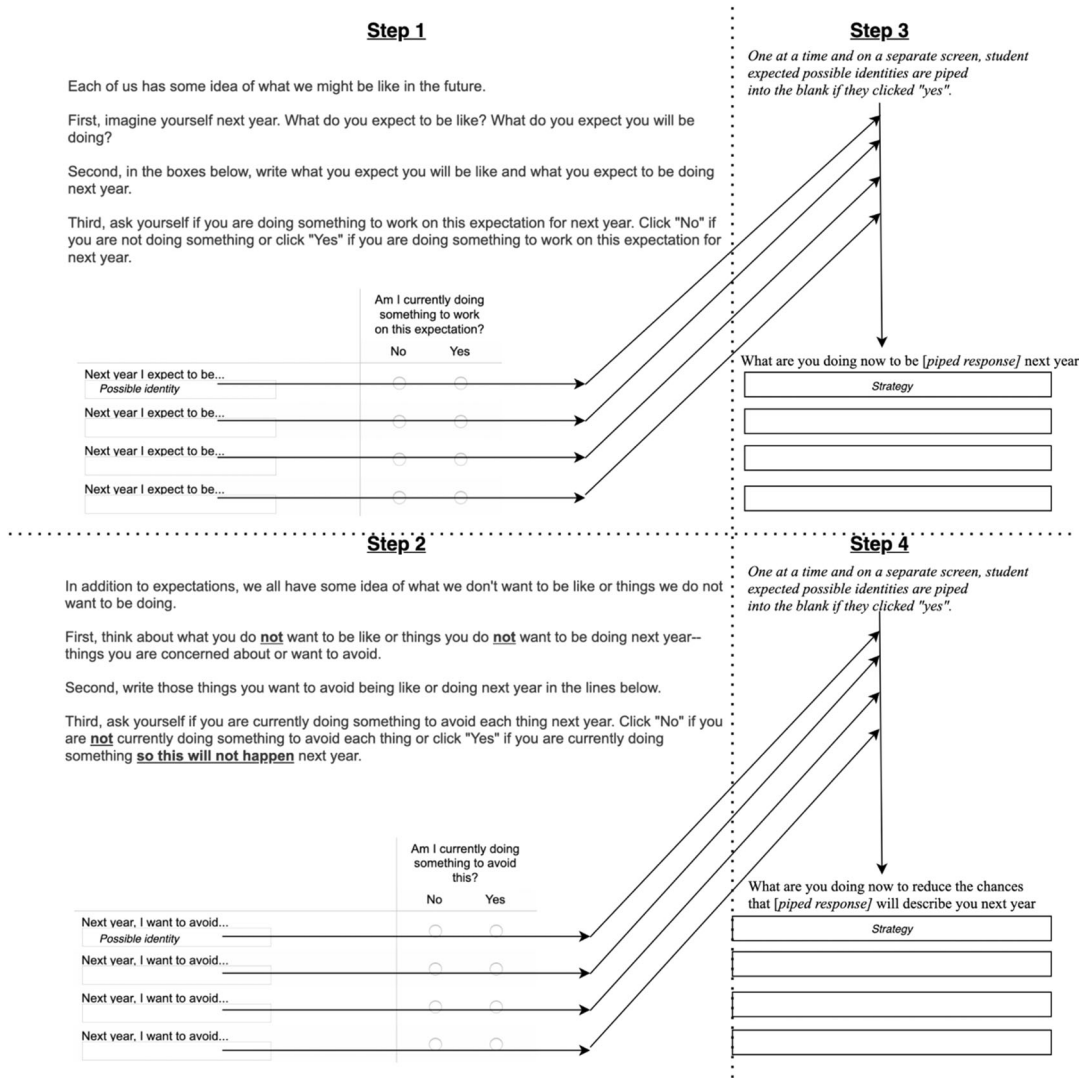 Step 1
Each of us has some idea of what we might be like in the future.
First, imagine yourself next year. What do you expect to be like? What do you expect you will be
doing?
Second, in the boxes below, write what you expect you will be like and what you expect to be doing
next year.
Third, ask yourself if you are doing something to work on this expectation for next year. Click "No" if
you are not doing something or click "Yes" if you are doing something to work on this expectation for
next year.
Am I currently doing
something to work
on this expectation?
No Yes
Next year I expect to be...
Possible identity
Next year I expect to be...
Next year I expect to be...
Next year I expect to be...
Step 3
One at a time and on a separate screen, student
expected possible identities are piped
into the blank if they clicked "yes".
What are you doing now to be [piped response] next year
Strategy
Step 2
In addition to expectations, we all have some idea of what we don't want to be like or things we do not
want to be doing.
First, think about what you do not want to be like or things you do not want to be doing next year--
things you are concerned about or want to avoid.
Second, write those things you want to avoid being like or doing next year in the lines below.
Third, ask yourself if you are currently doing something to avoid each thing next year. Click "No" if you
are not currently doing something to avoid each thing or click "Yes" if you are currently doing
something so this will not happen next year.
Am I currently doing
something to avoid
this?
No Yes
Next year, I want to avoid...
Possible identity
Next year, I want to avoid...
Next year, I want to avoid...
Next year, I want to avoid...
Step 4
One at a time and on a separate screen, student
expected possible identities are piped
into the blank if they clicked "yes".
What are you doing now to reduce the chances
that [piped response] will describe you next year
Strategy